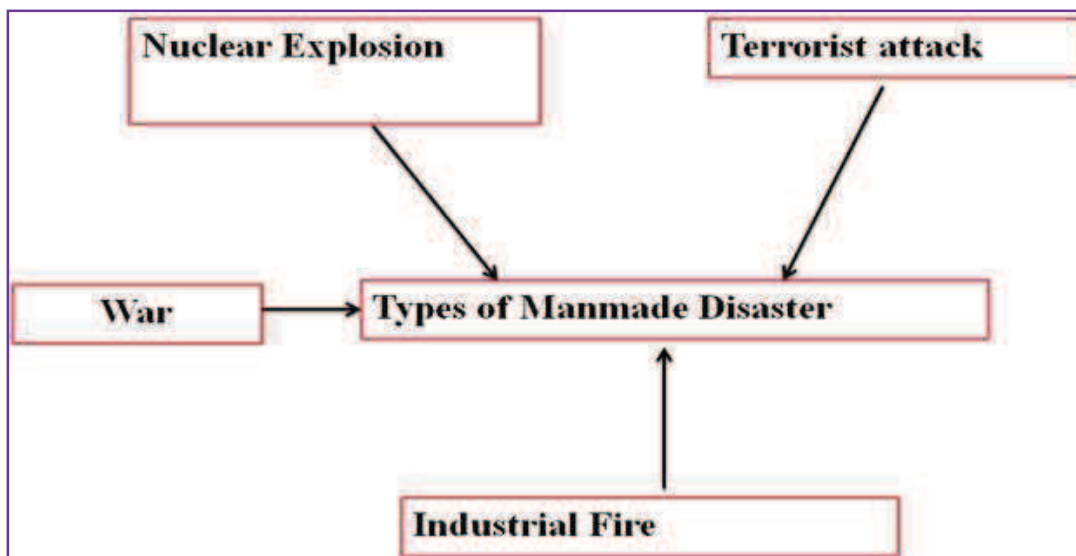 Nuclear Explosion
Terrorist attack
War
Types of Manmade Disaster
Industrial Fire